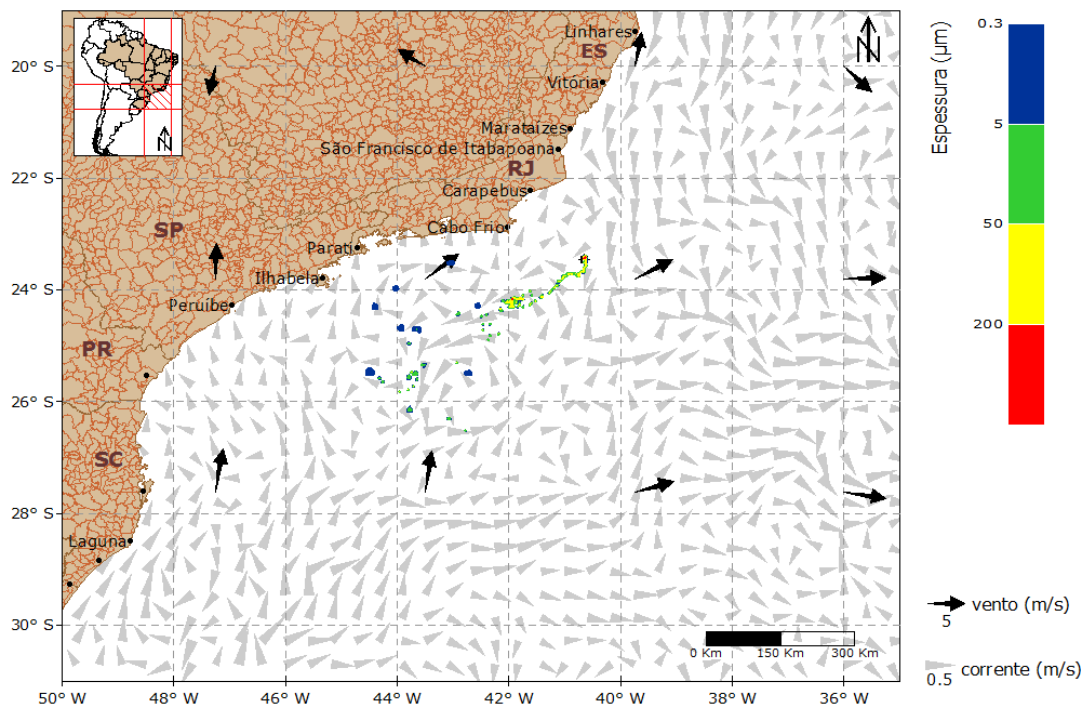 Linhares
ES
Vitória
Marataizes
São Francisco de Itabapoana
RJ
Carapebus
Cabo Frio
SP
Parati
Ilhabela
Peruíbe
PR
SC
Laguna
N
N
20° S
22° S
24° S
26° S
28° S
30° S
50° W
48° W
46° W
44° W
42° W
40° W
38° W
36° W
0 Km
150 Km
300 Km
Espessura (µm)
0.3
5
50
200
vento (m/s)
5
corrente (m/s)
0.5